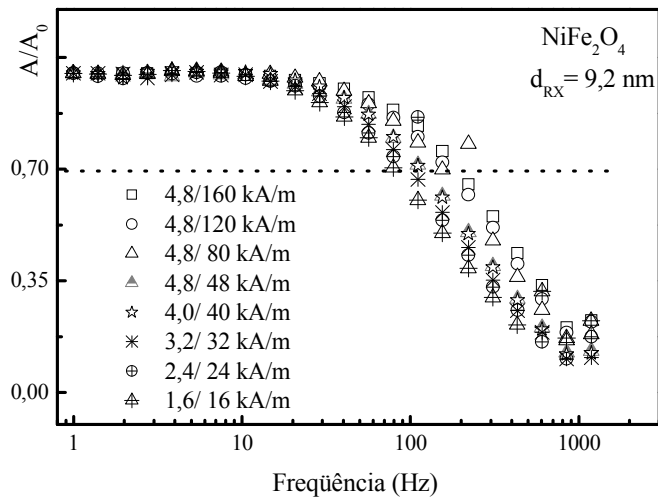 A/A0
NiFe2O4
dRX= 9,2 nm
0,70
0,35
0,00
4,8/160 kA/m
4,8/120 kA/m
4,8/ 80 kA/m
4,8/ 48 kA/m
4,0/ 40 kA/m
3,2/ 32 kA/m
2,4/ 24 kA/m
1,6/ 16 kA/m
1 10 100 1000
Freqüência (Hz)